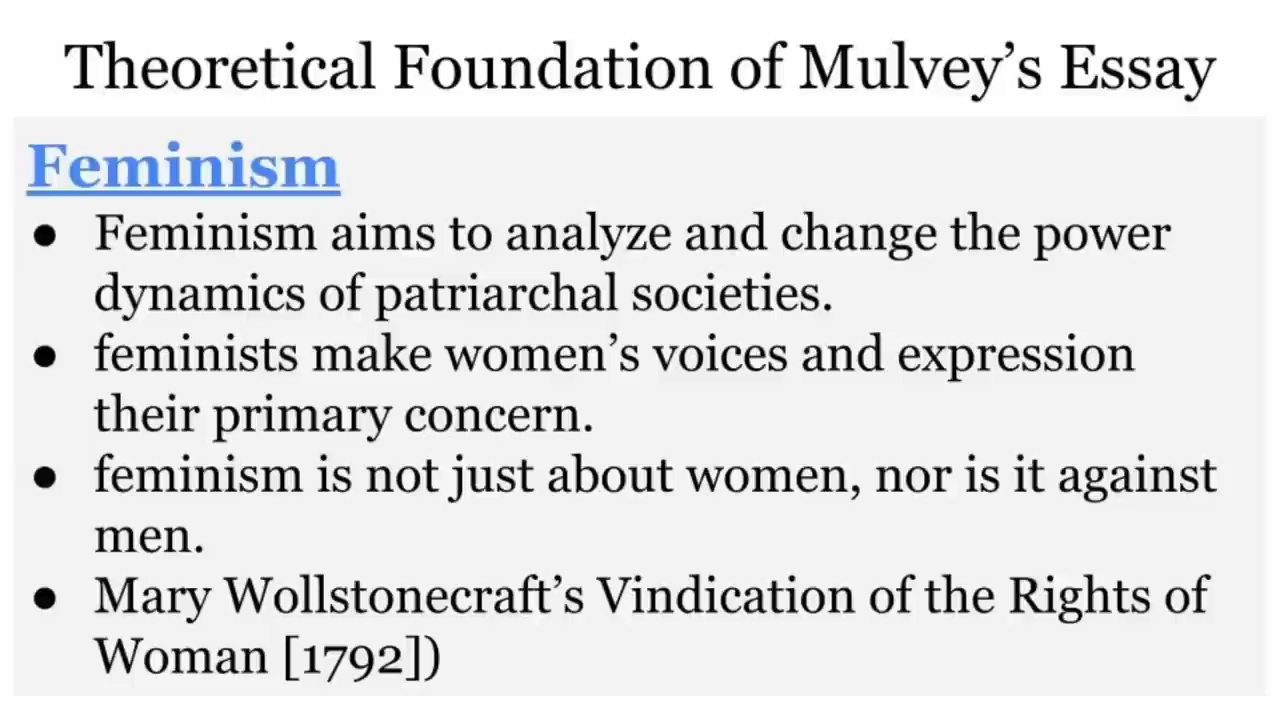 Theoretical Foundation of Mulvey’s Essay
Feminism
● Feminism aims to analyze and change the power
dynamics of patriarchal societies.
● feminists make women’s voices and expression
their primary concern.
● feminism is not just about women, nor is it against
men.
● Mary Wollstonecraft’s Vindication of the Rights of
Woman [1792])